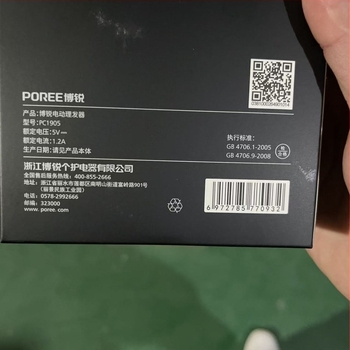 POREE博锐
产品：博锐电动理发器
型号：PC1905
额定电压：5V⎓
额定电流：1.2A
生产日期：请见产品本体
执行标准：
GB 4706.1-2005
GB 4706.9-2008
浙江博锐个护电器有限公司
全国统一服务热线：400-855-2666
地址：浙江省丽水市莲都区南明山街道富岭路901号
电话：0578-2992666
邮编：323000
www.poree.com
6972785770932